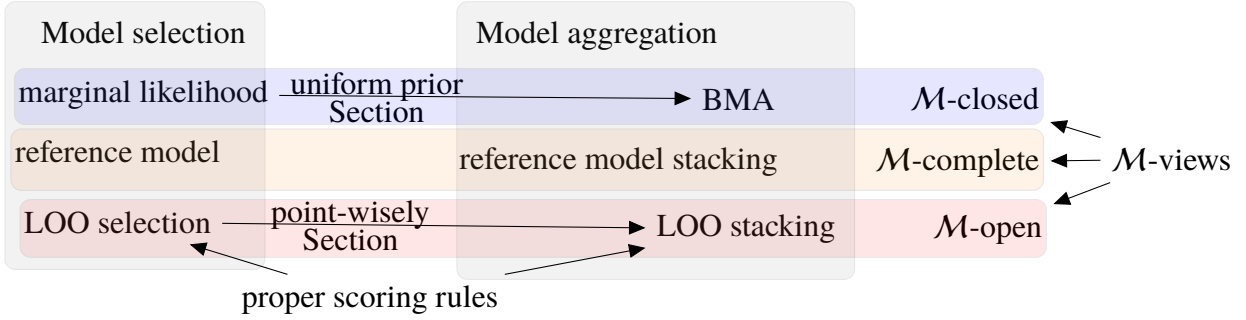 Model selection
Model aggregation
marginal likelihood
uniform prior
Section
BMA
ℳ-closed
reference model
reference model stacking
ℳ-complete
ℳ-views
LOO selection
point-wisely
Section
LOO stacking
ℳ-open
proper scoring rules